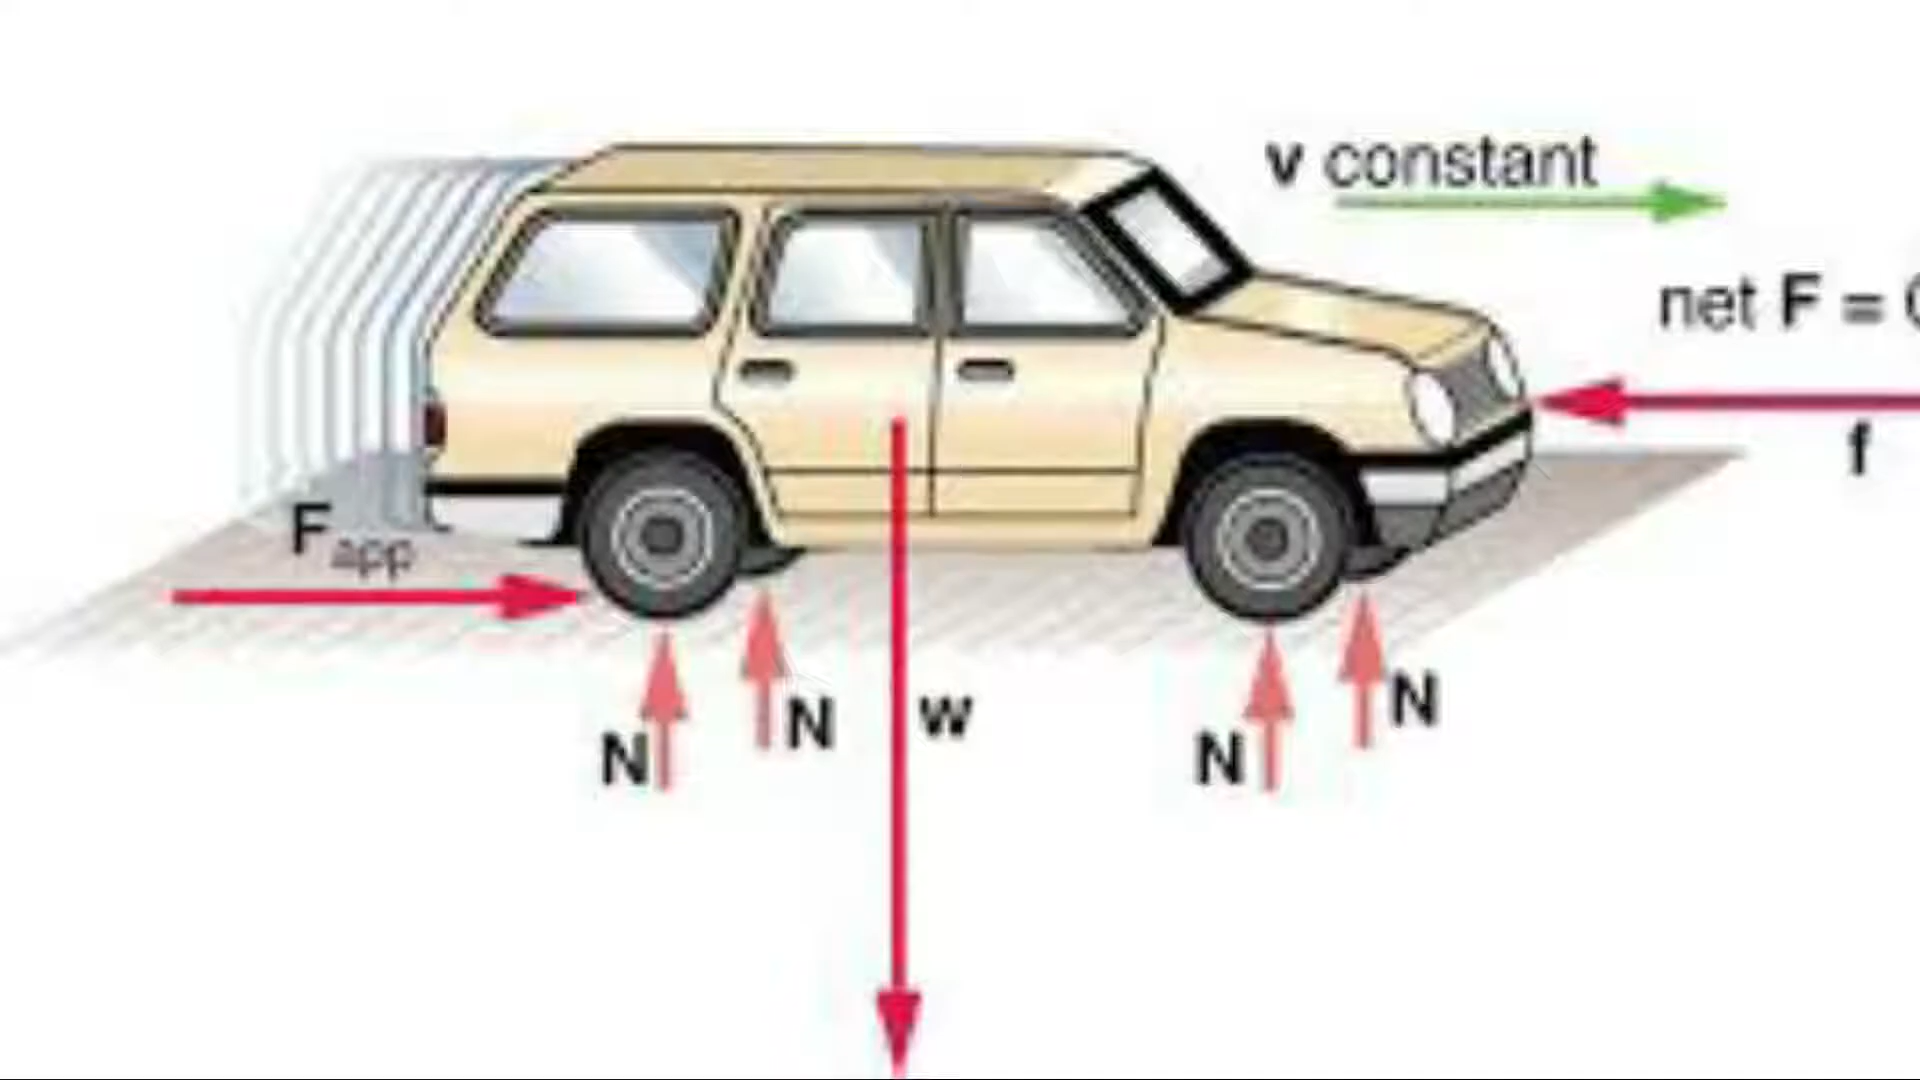 v constant
net F =
f
F app
N
N
w
N
N